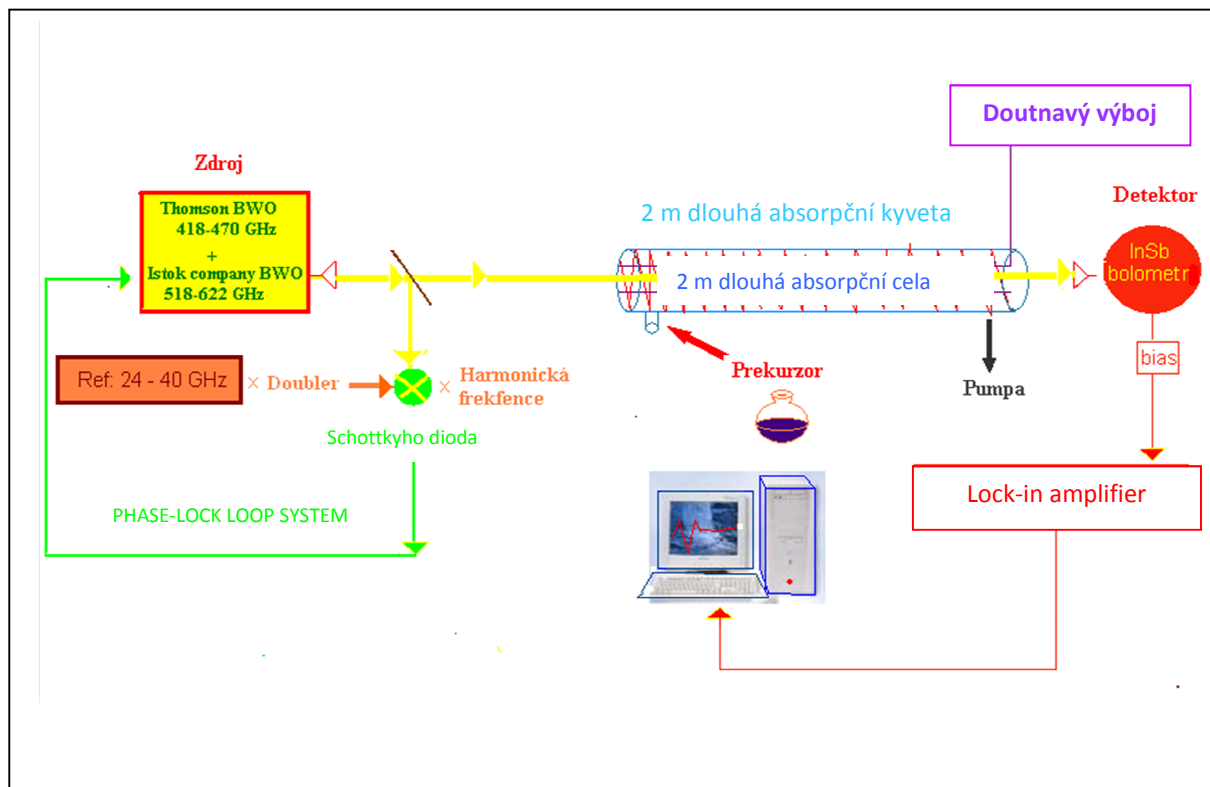 Doutnavý výboj
Zdroj
Thomson BWO
418-470 GHz
+
Istok company BWO
518-622 GHz
2 m dlouhá absorpční kyveta
2 m dlouhá absorpční cela
Detektor
InSb
bolometr
Ref: 24 - 40 GHz
× Doubler
× Harmonická
frekfence
Schottkyho dioda
Prekurzor
Pumpa
bias
PHASE-LOCK LOOP SYSTEM
Lock-in amplifier